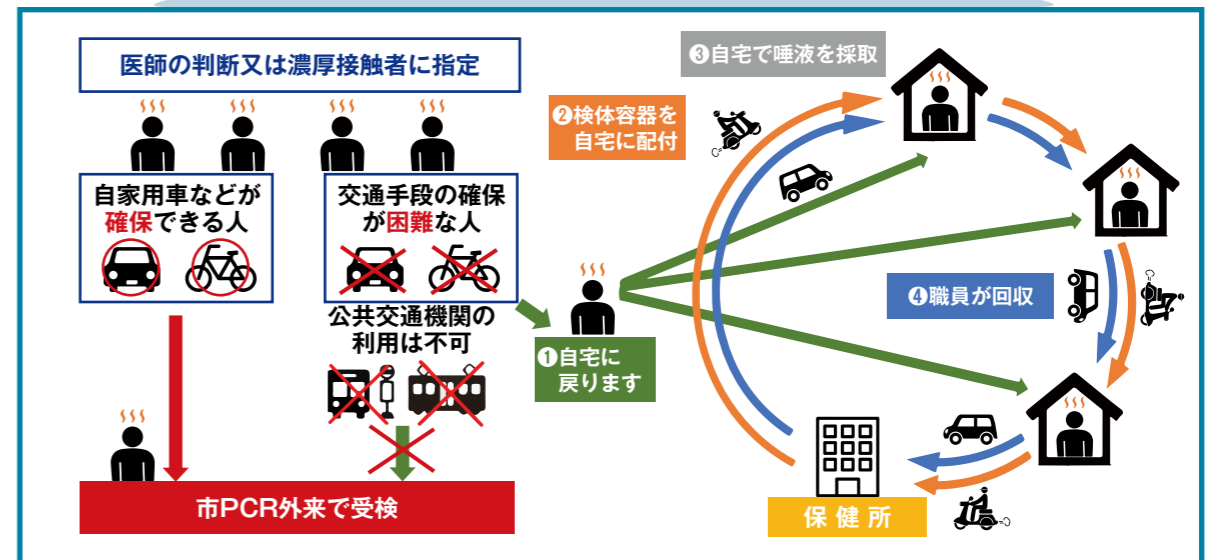 医師の判断又は濃厚接触者に指定
自家用車などが
確保できる人
交通手段の確保
が困難な人
公共交通機関の
利用は不可
市PCR外来で受検
❶自宅に
戻ります
❷検体容器を
自宅に配付
❸自宅で唾液を採取
❹職員が回収
保健所